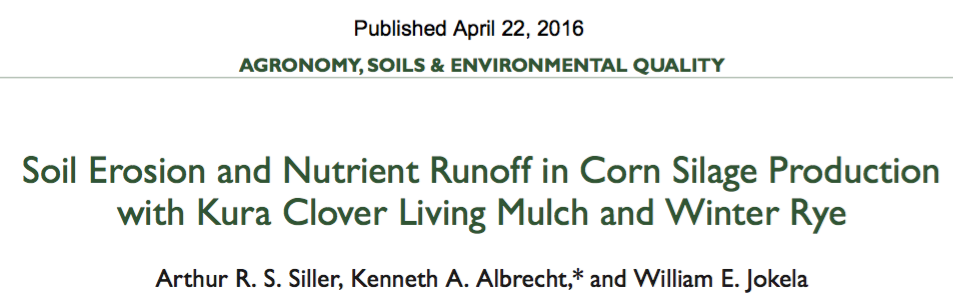 Published April 22, 2016
AGRONOMY, SOILS & ENVIRONMENTAL QUALITY
Soil Erosion and Nutrient Runoff in Corn Silage Production
with Kura Clover Living Mulch and Winter Rye
Arthur R. S. Siller, Kenneth A. Albrecht,* and William E. Jokela